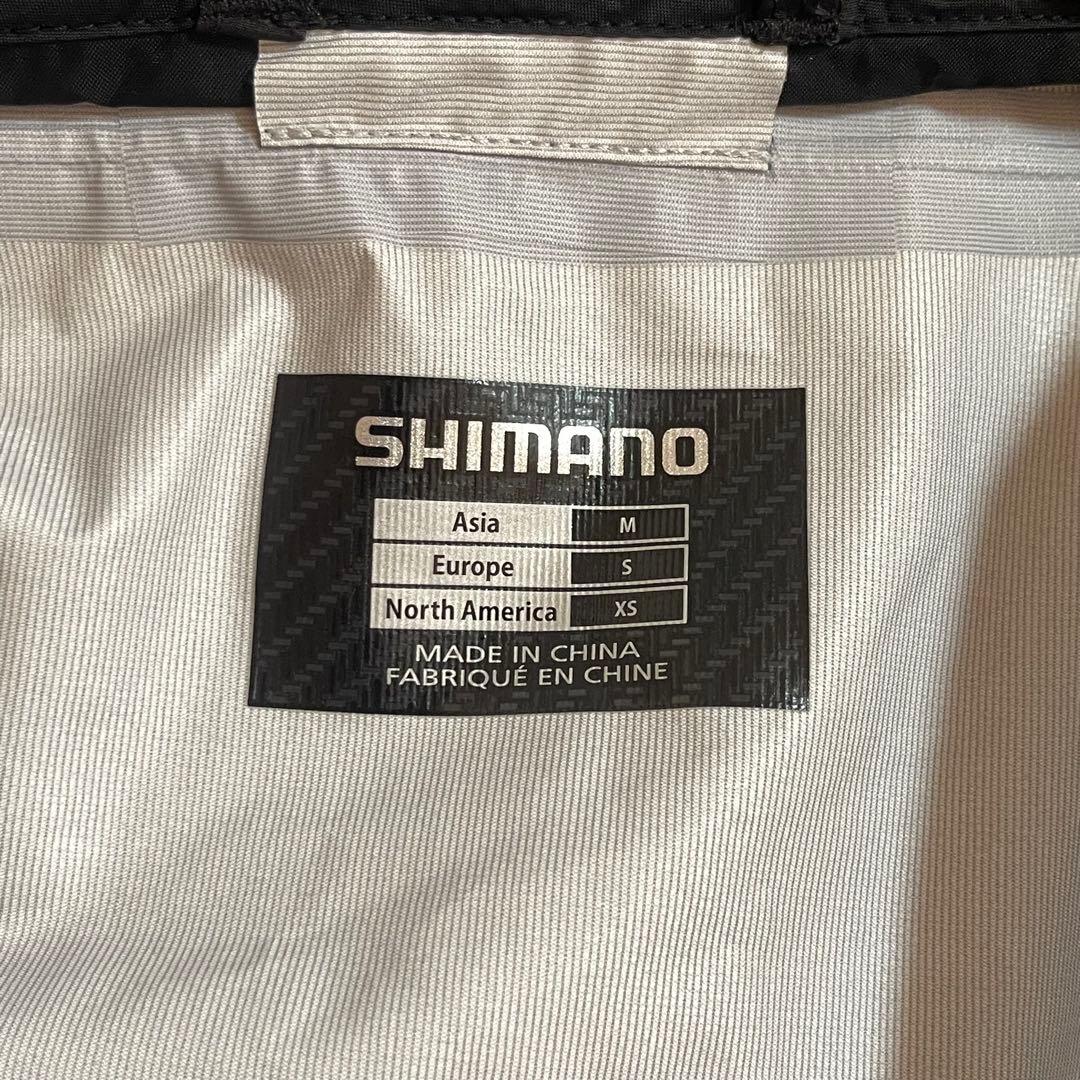 SHIMANO
Asia M
Europe S
North America XS
MADE IN CHINA
FABRIQUÉ EN CHINE